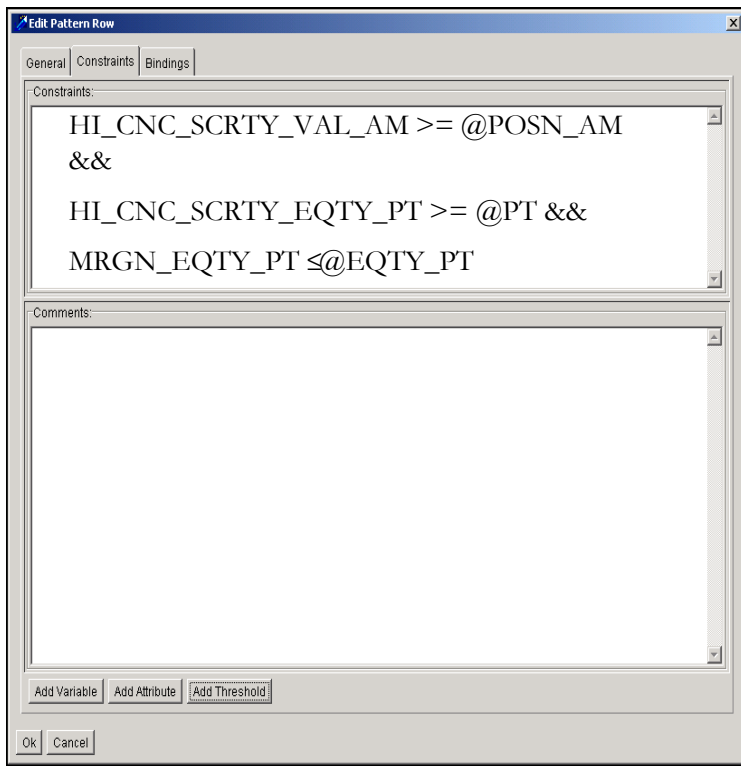 Edit Pattern Row
General Constraints Bindings
Constraints:
HI_CNC_SCRTY_VAL_AM >= @POSN_AM
&&
HI_CNC_SCRTY_EQTY_PT >= @PT &&
MRGN_EQTY_PT ≤@EQTY_PT
Comments:
Add Variable Add Attribute Add Threshold
Ok Cancel